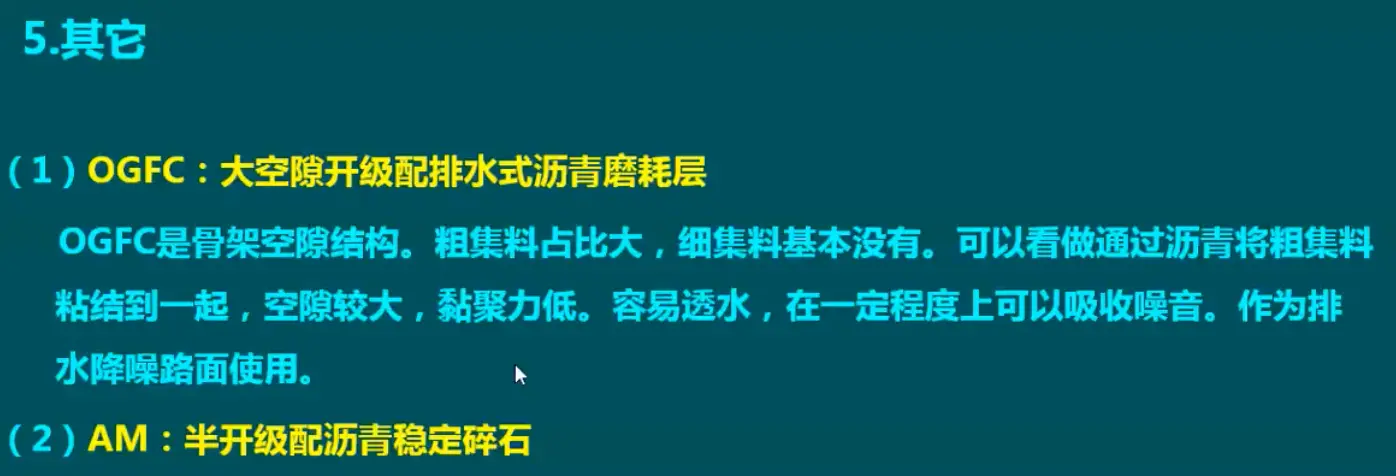 5.其它
（1）OGFC：大空隙开级配排水式沥青磨耗层
OGFC是骨架空隙结构。粗集料占比大，细集料基本没有。可以看做通过沥青将粗集料
粘结到一起，空隙较大，黏聚力低。容易透水，在一定程度上可以吸收噪音。作为排
水降噪路面使用。
（2）AM：半开级配沥青稳定碎石